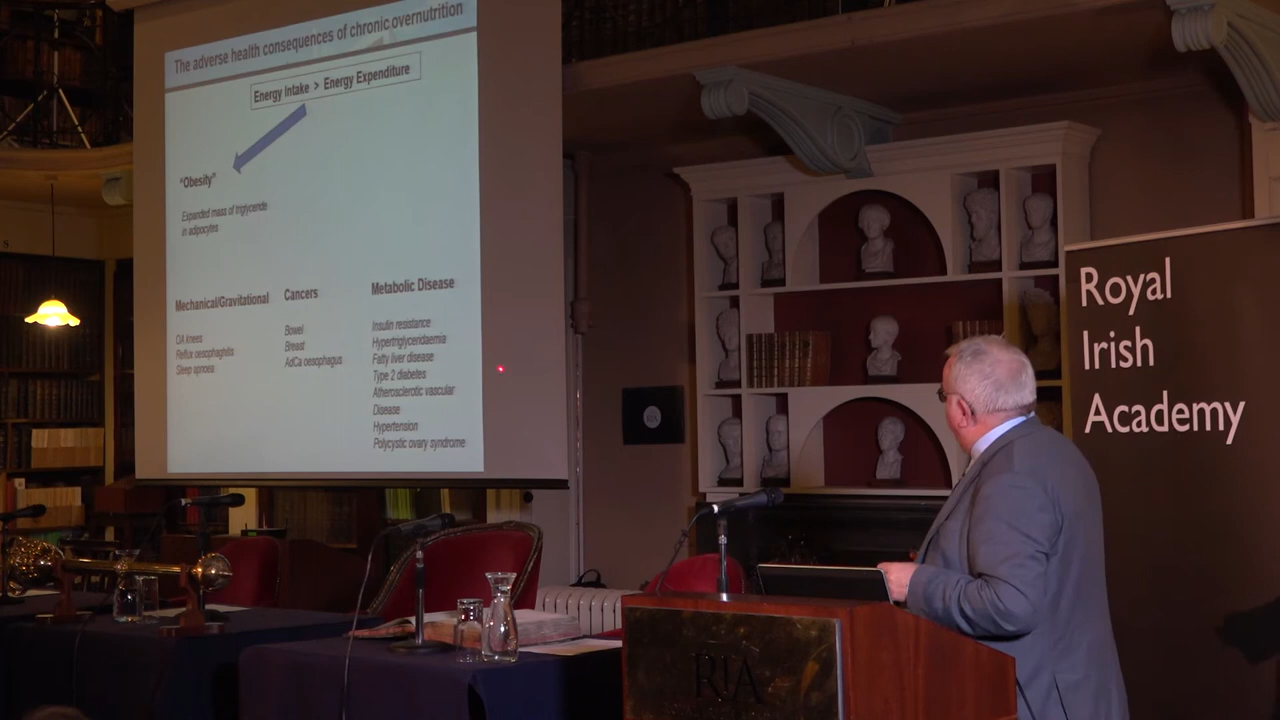 The adverse health consequences of chronic overnutrition
Energy Intake > Energy Expenditure
"Obesity"
Expanded mass of triglyceride
in adipocytes
Mechanical/Gravitational
OA knees
Reflux oesophaghitis
Sleep apnoea
Cancers
Bowel
Breast
AdCa oesophagus
Metabolic Disease
Insulin resistance
Hypertriglyceridaemia
Fatty liver disease
Type 2 diabetes
Atherosclerotic vascular
Disease
Hypertension
Polycystic ovary syndrome
RIA
Royal
Irish
Academy
RIA